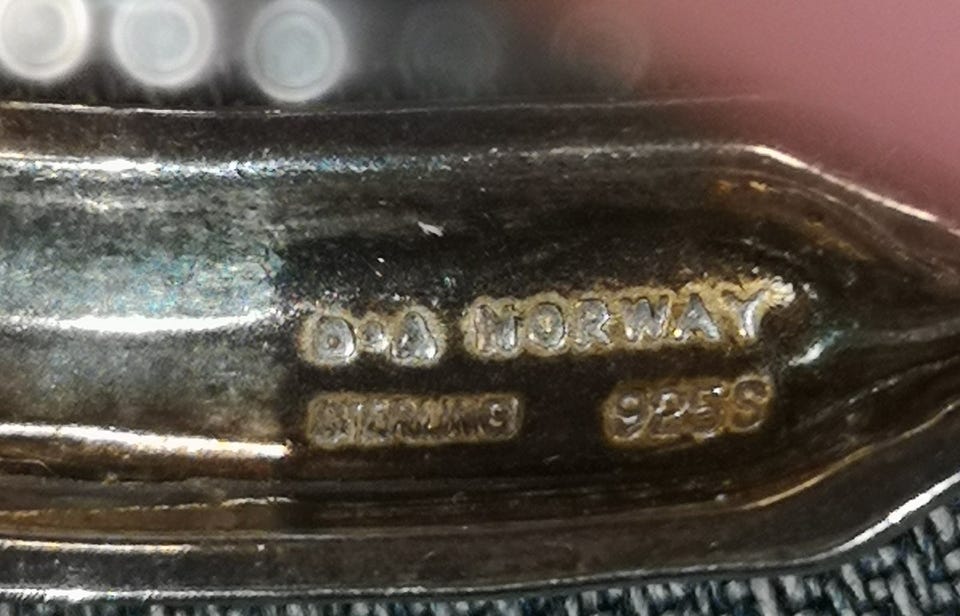 D·A NORWAY
STERLING 925S